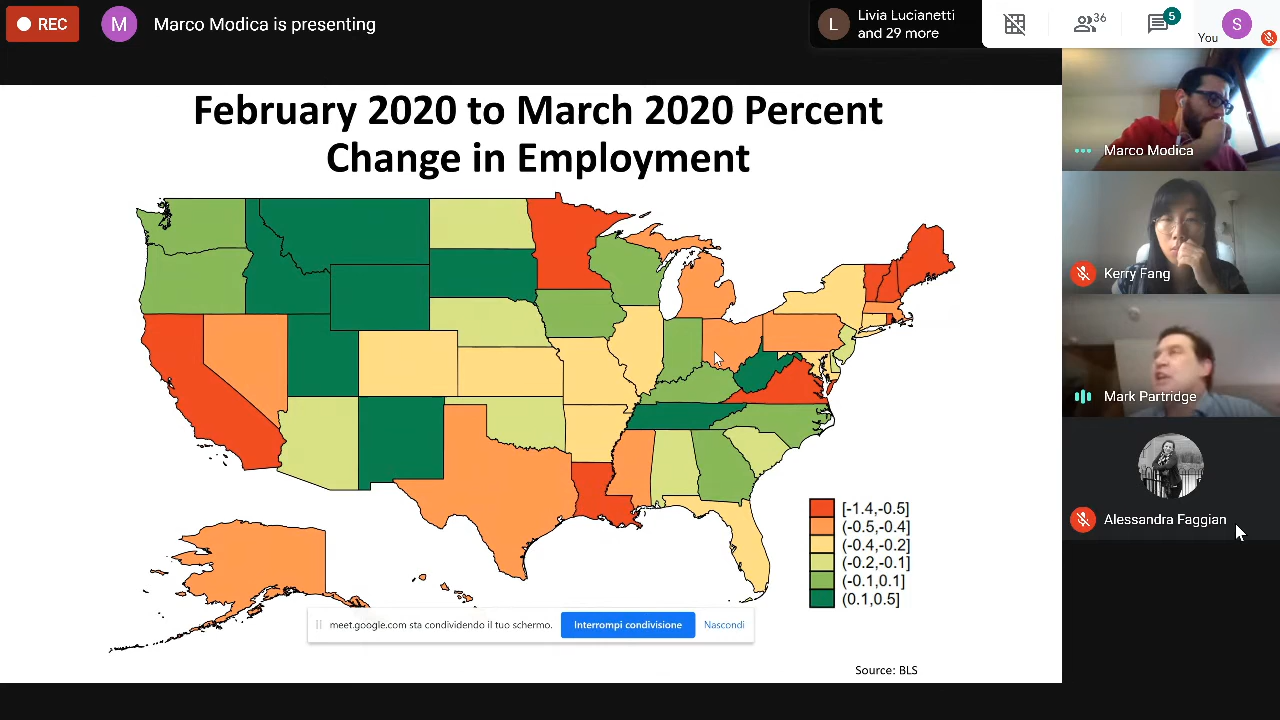 REC
M
Marco Modica is presenting
L
Livia Lucianetti
and 29 more
36
5
You
S
February 2020 to March 2020 Percent
Change in Employment
Marco Modica
Kerry Fang
Mark Partridge
Alessandra Faggian
[-1.4,-0.5]
(-0.5,-0.4]
(-0.4,-0.2]
(-0.2,-0.1]
(-0.1,0.1]
(0.1,0.5]
meet.google.com sta condividendo il tuo schermo.
Interrompi condivisione
Nascondi
Source: BLS